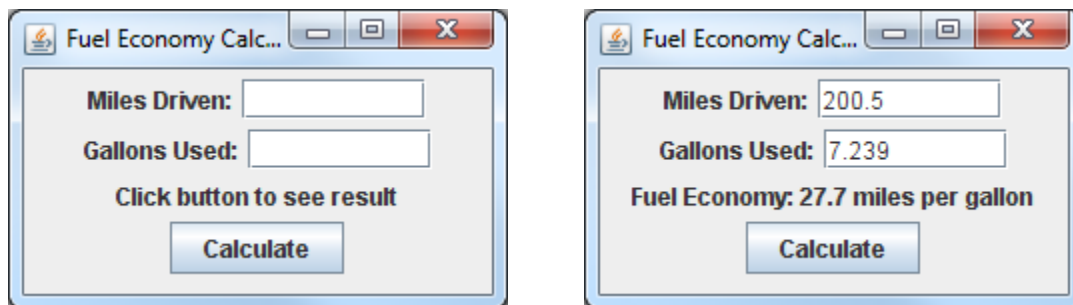 Fuel Economy Calc...
Miles Driven:
Gallons Used:
Click button to see result
Calculate
Fuel Economy Calc...
Miles Driven: 200.5
Gallons Used: 7.239
Fuel Economy: 27.7 miles per gallon
Calculate